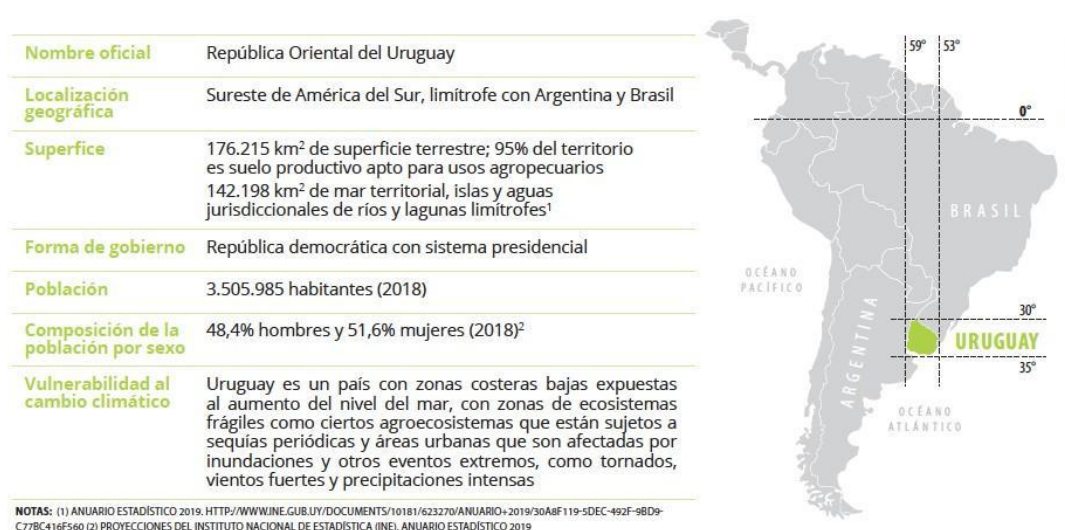 Nombre oficial
República Oriental del Uruguay
Localización
geográfica
Sureste de América del Sur, limítrofe con Argentina y Brasil
Superfice
176.215 km² de superficie terrestre; 95% del territorio
es suelo productivo apto para usos agropecuarios
142.198 km² de mar territorial, islas y aguas
jurisdiccionales de ríos y lagunas limítrofes¹
Forma de gobierno
República democrática con sistema presidencial
Población
3.505.985 habitantes (2018)
Composición de la
población por sexo
48,4% hombres y 51,6% mujeres (2018)²
Vulnerabilidad al
cambio climático
Uruguay es un país con zonas costeras bajas expuestas
al aumento del nivel del mar, con zonas de ecosistemas
frágiles como ciertos agroecosistemas que están sujetos a
sequías periódicas y áreas urbanas que son afectadas por
inundaciones y otros eventos extremos, como tornados,
vientos fuertes y precipitaciones intensas
NOTAS: (1) ANUARIO ESTADÍSTICO 2019. HTTP://WWW.INE.GUB.UY/DOCUMENTS/10181/623270/ANUARIO+2019/30A8F119-5DEC-492F-9BD9-
C77BC416F560 (2) PROYECCIONES DEL INSTITUTO NACIONAL DE ESTADÍSTICA (INE). ANUARIO ESTADÍSTICO 2019
59° 53°
0°
BRASIL
OCÉANO
PACÍFICO
ARGENTINA
30°
URUGUAY
35°
OCÉANO
ATLÁNTICO